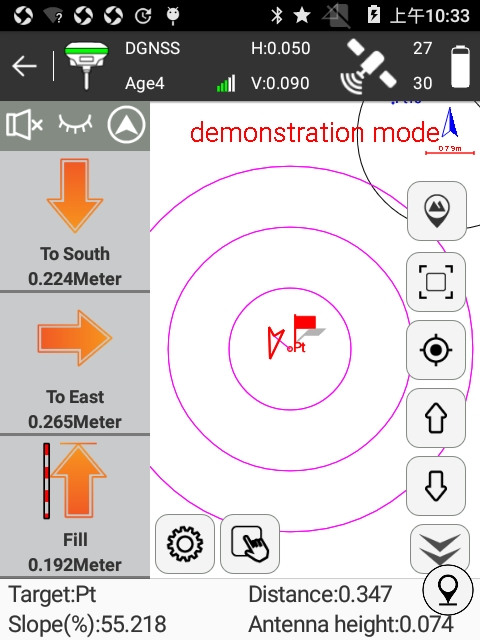 上午10:33
DGNSS H:0.050 27
Age4 V:0.090 30
demonstration mode
0.79m
To South
0.224Meter
To East
0.265Meter
Pt
Fill
0.192Meter
Target:Pt Distance:0.347
Slope(%):55.218 Antenna height:0.074